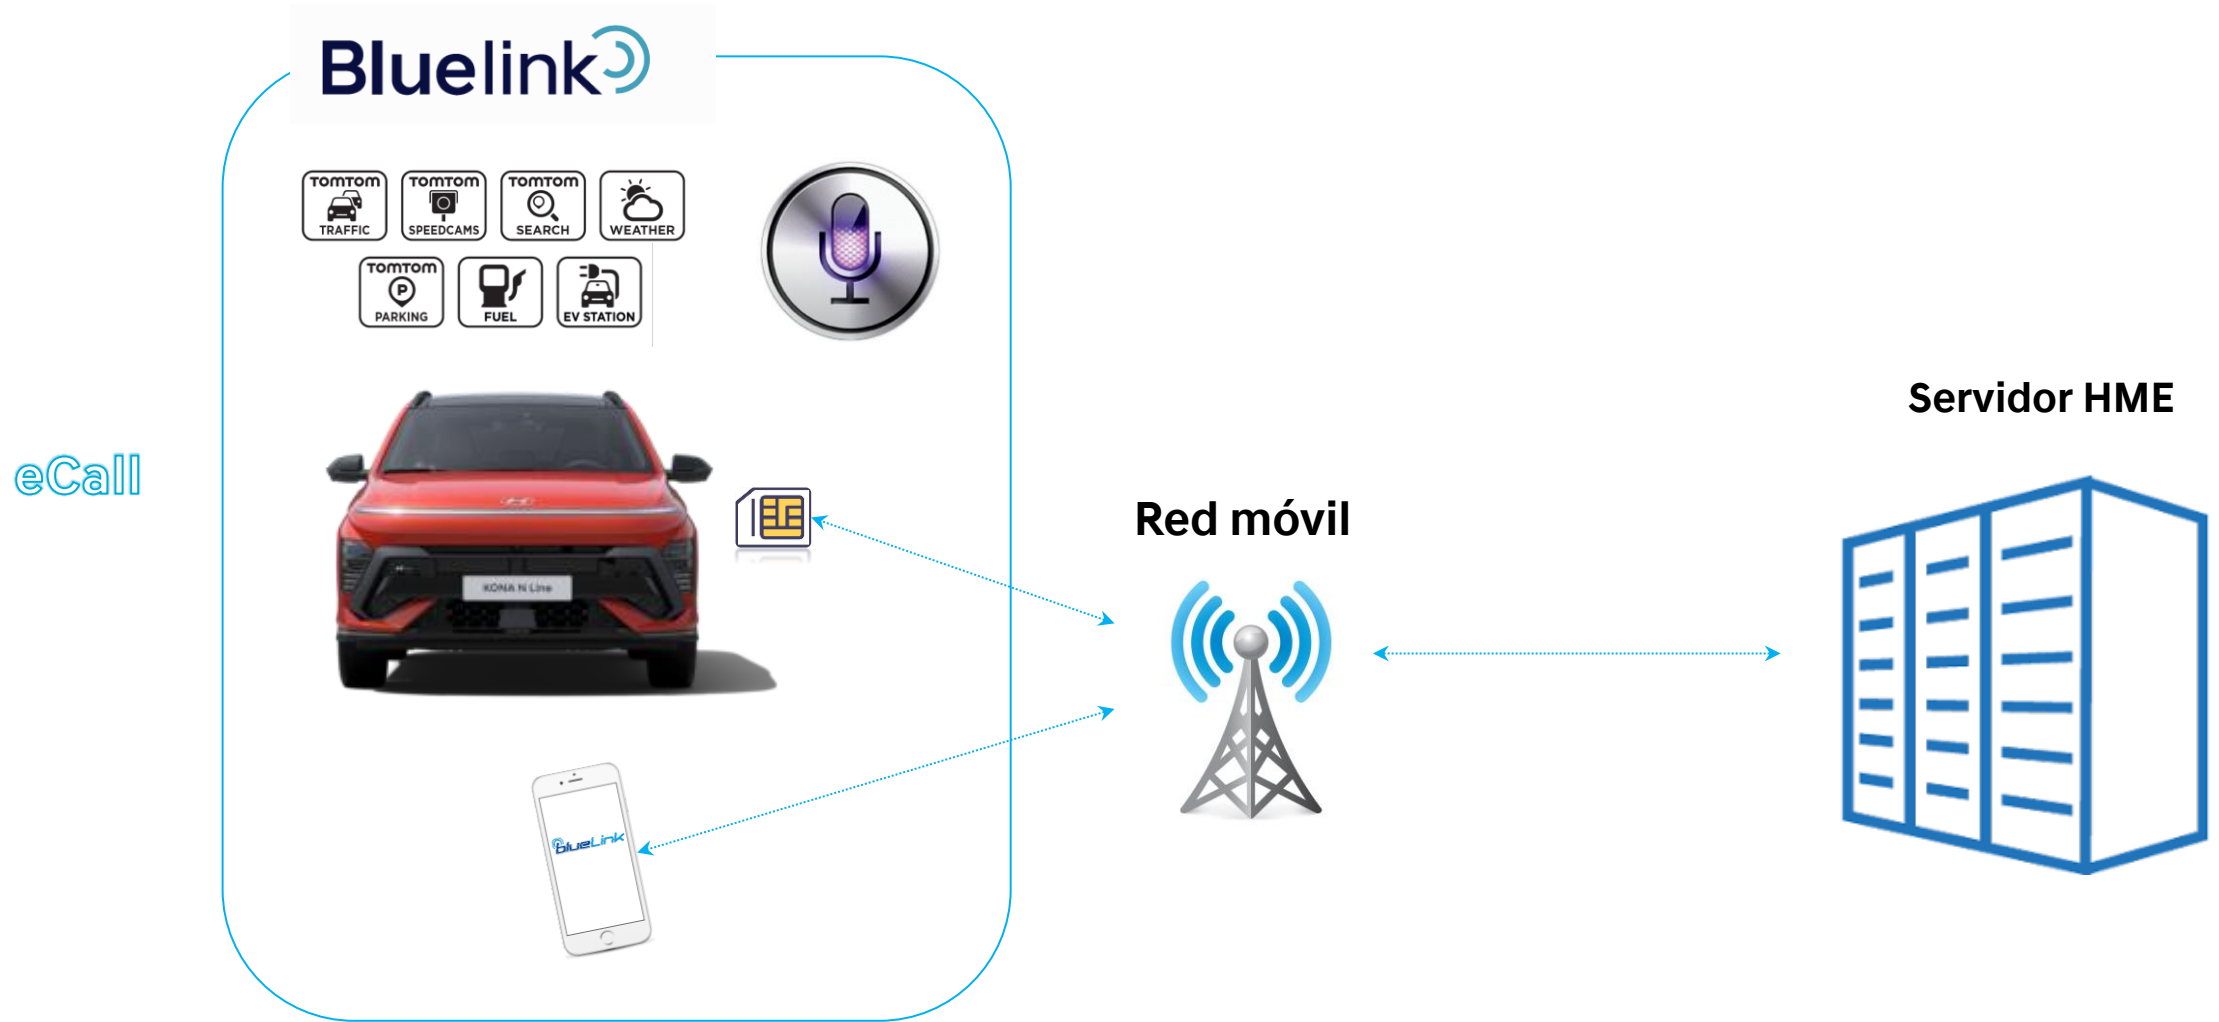 Bluelink
TOMTOM TOMTOM TOMTOM
TRAFFIC SPEEDCAMS SEARCH WEATHER
TOMTOM
P
PARKING FUEL EV STATION
Servidor HME
eCall
Red móvil
KONA N Line
blueLink